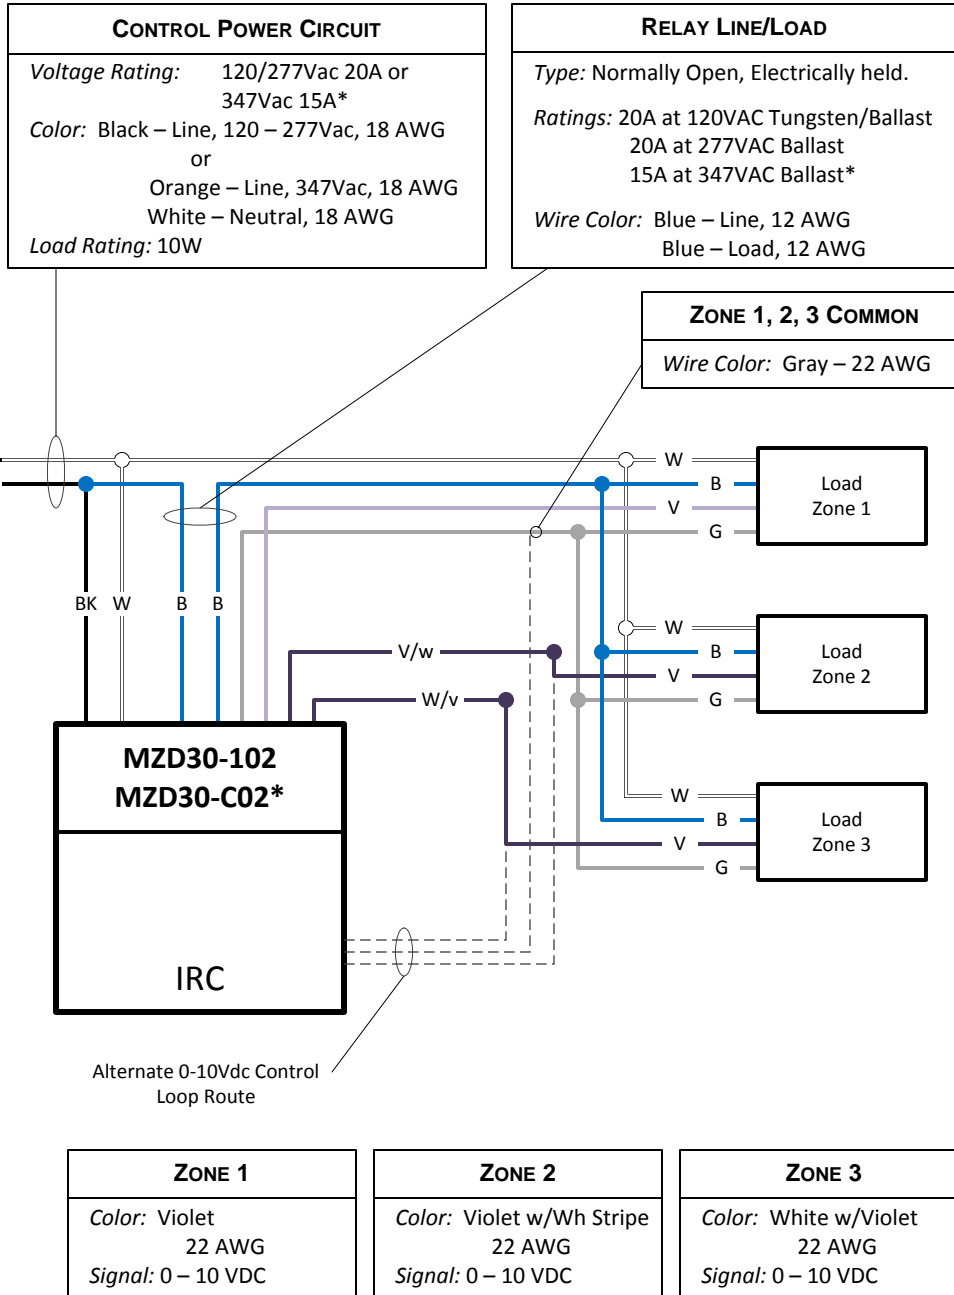 CONTROL POWER CIRCUIT
Voltage Rating: 120/277Vac 20A or
347Vac 15A*
Color: Black – Line, 120 – 277Vac, 18 AWG
or
Orange – Line, 347Vac, 18 AWG
White – Neutral, 18 AWG
Load Rating: 10W
RELAY LINE/LOAD
Type: Normally Open, Electrically held.
Ratings: 20A at 120VAC Tungsten/Ballast
20A at 277VAC Ballast
15A at 347VAC Ballast*
Wire Color: Blue – Line, 12 AWG
Blue – Load, 12 AWG
ZONE 1, 2, 3 COMMON
Wire Color: Gray – 22 AWG
W
B
V
G
Load
Zone 1
BK W B B
W
B
V
G
Load
Zone 2
V/w
W/v
MZD30-102
MZD30-C02*
IRC
W
B
V
G
Load
Zone 3
Alternate 0-10Vdc Control
Loop Route
ZONE 1
Color: Violet
22 AWG
Signal: 0 – 10 VDC
ZONE 2
Color: Violet w/Wh Stripe
22 AWG
Signal: 0 – 10 VDC
ZONE 3
Color: White w/Violet
22 AWG
Signal: 0 – 10 VDC